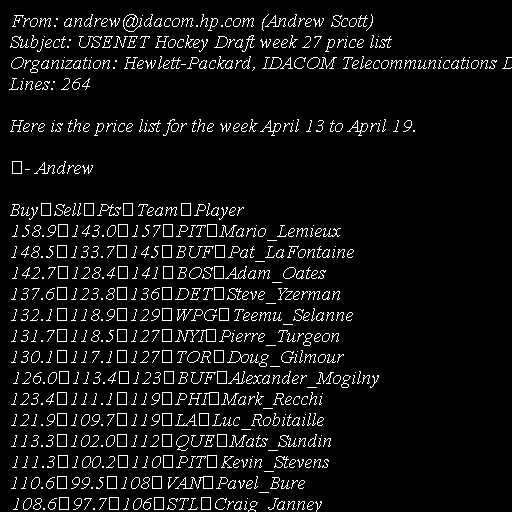 From: andrew@idacom.hp.com (Andrew Scott)
Subject: USENET Hockey Draft week 27 price list
Organization: Hewlett-Packard, IDACOM Telecommunications D
Lines: 264
Here is the price list for the week April 13 to April 19.
- Andrew
Buy Sell Pts Team Player
158.9 143.0 157 PIT Mario_Lemieux
148.5 133.7 145 BUF Pat_LaFontaine
142.7 128.4 141 BOS Adam_Oates
137.6 123.8 136 DET Steve_Yzerman
132.1 118.9 129 WPG Teemu_Selanne
131.7 118.5 127 NYI Pierre_Turgeon
130.1 117.1 127 TOR Doug_Gilmour
126.0 113.4 123 BUF Alexander_Mogilny
123.4 111.1 119 PHI Mark_Recchi
121.9 109.7 119 LA Luc_Robitaille
113.3 102.0 112 QUE Mats_Sundin
111.3 100.2 110 PIT Kevin_Stevens
110.6 99.5 108 VAN Pavel_Bure
108.6 97.7 106 STL Craig_Janney